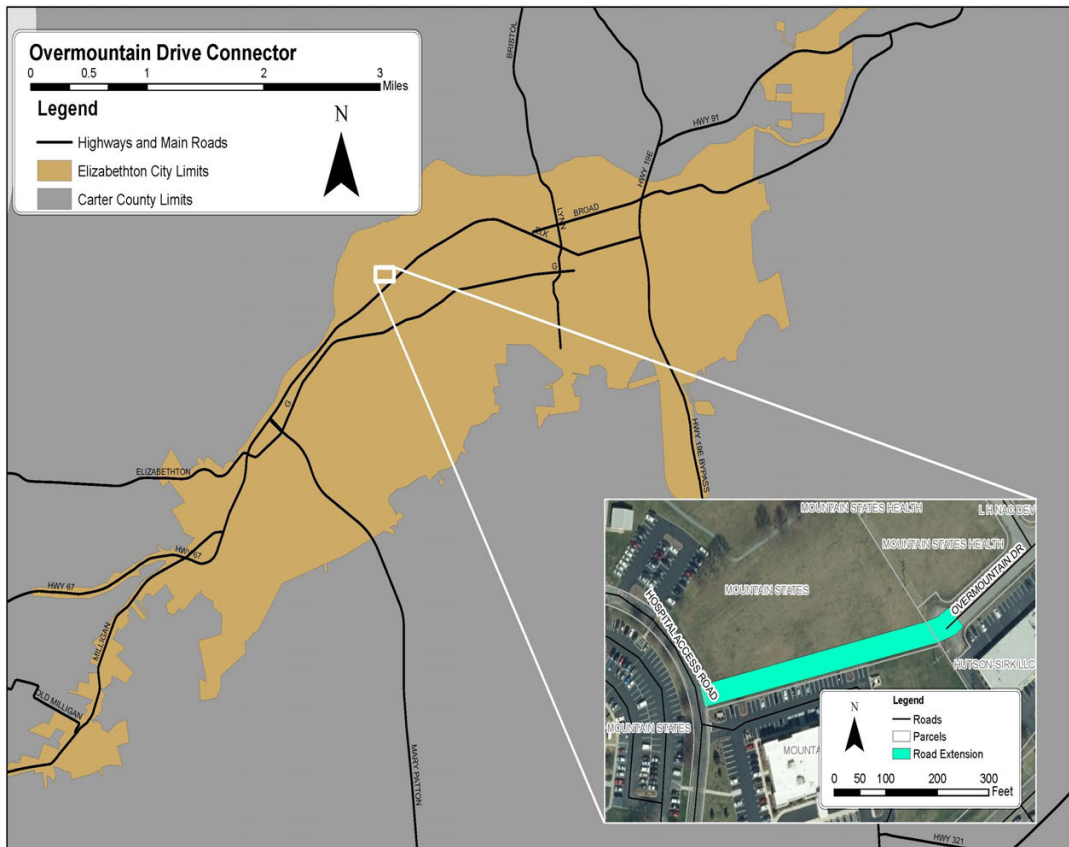 Overmountain Drive Connector
0 0.5 1 2 3
Miles
Legend
N
Highways and Main Roads
Elizabethton City Limits
Carter County Limits
BRISTOL
HWY 91
HWY 19E
LYNN
BROAD
ELK
G
G
HWY 19E BYPASS
ELIZABETHTON
HWY 67
HWY 67
MILLIGAN
OLD MILLIGAN
MARY PATTON
MOUNTAIN STATES HEALTH
L H NAC DEV
MOUNTAIN STATES HEALTH
MOUNTAIN STATES
OVERMOUNTAIN DR
HOSPITAL ACCESS ROAD
HUTSON-SIRK LLC
MOUNTAIN STATES
Legend
N
Roads
Parcels
Road Extension
0 50 100 200 300
Feet
HWY 321